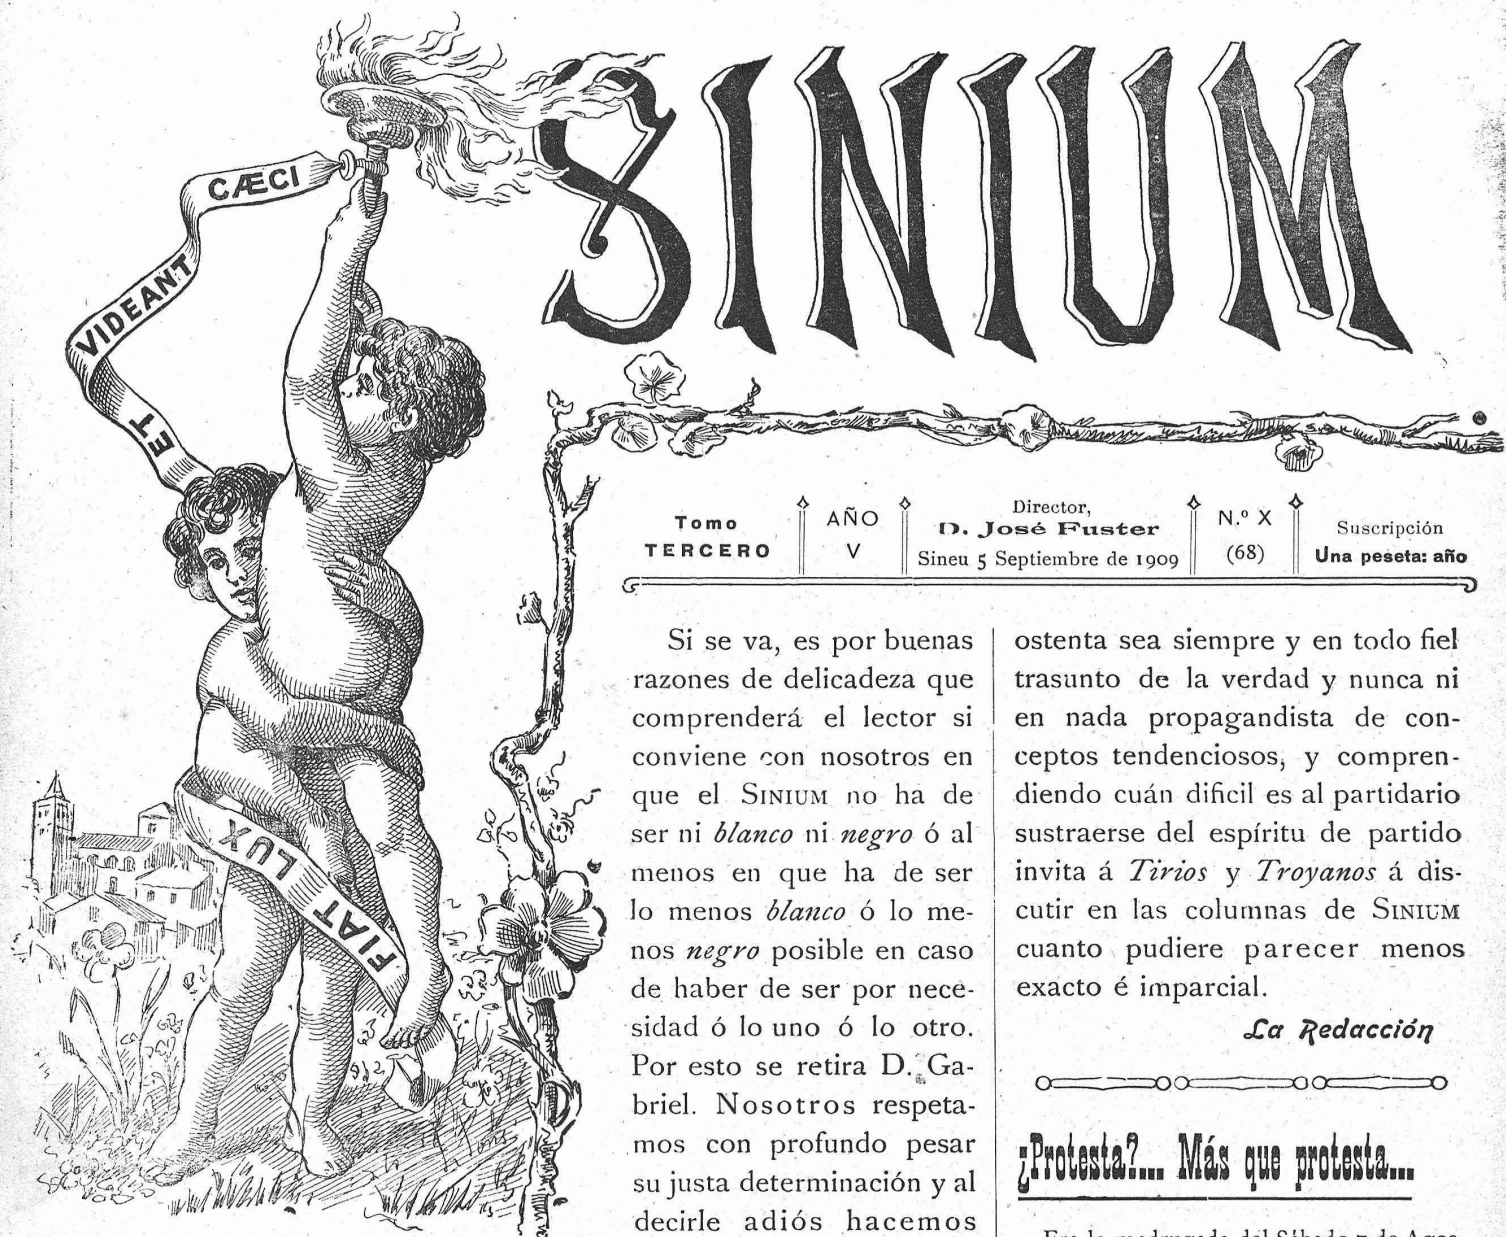 SINIUM
FIAT LUX
ET
VIDEANT
CÆCI
Tomo
TERCERO
AÑO
V
Director,
D. José Fuster
Sineu 5 Septiembre de 1909
N.º X
(68)
Suscripción
Una peseta: año
Si se va, es por buenas
razones de delicadeza que
comprenderá el lector si
conviene con nosotros en
que el SINIUM no ha de
ser ni blanco ni negro ó al
menos en que ha de ser
lo menos blanco ó lo me-
nos negro posible en caso
de haber de ser por nece-
sidad ó lo uno ó lo otro.
Por esto se retira D. Ga-
briel. Nosotros respeta-
mos con profundo pesar
su justa determinación y al
decirle adiós hacemos
ostenta sea siempre y en todo fiel
trasunto de la verdad y nunca ni
en nada propagandista de con-
ceptos tendenciosos, y compren-
diendo cuán dificil es al partidario
sustraerse del espíritu de partido
invita á Tirios y Troyanos á dis-
cutir en las columnas de SINIUM
cuanto pudiere parecer menos
exacto é imparcial.
La Redacción
¿Protesta?... Más que protesta...